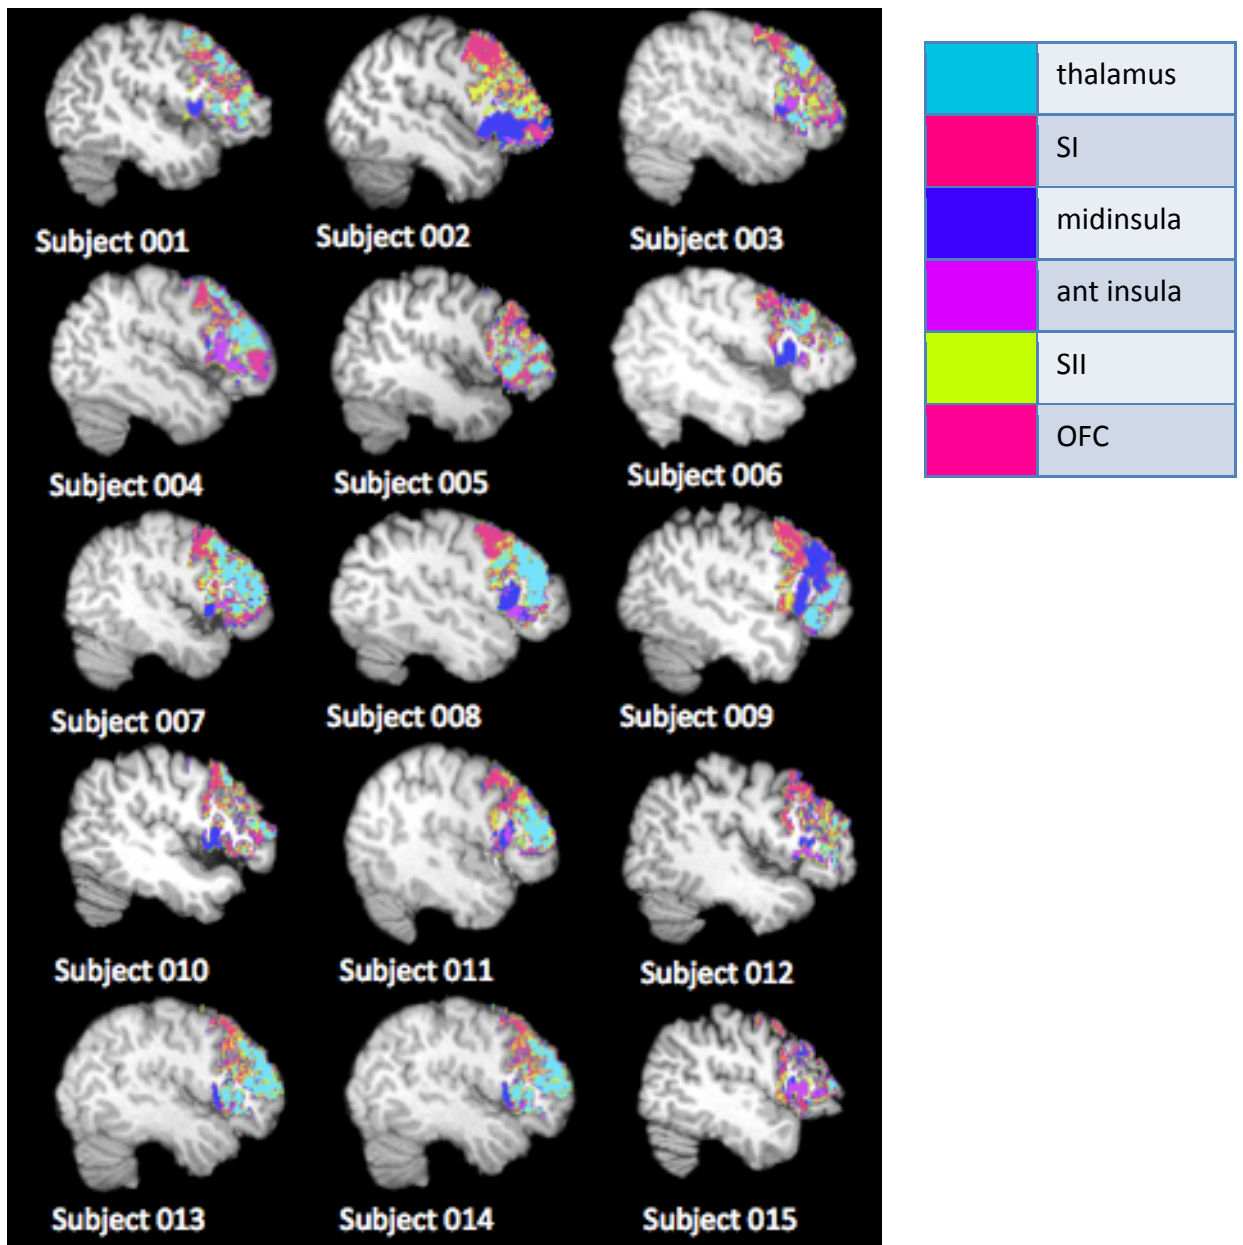 Subject 001
Subject 002
Subject 003
Subject 004
Subject 005
Subject 006
Subject 007
Subject 008
Subject 009
Subject 010
Subject 011
Subject 012
Subject 013
Subject 014
Subject 015
thalamus
SI
midinsula
ant insula
SII
OFC